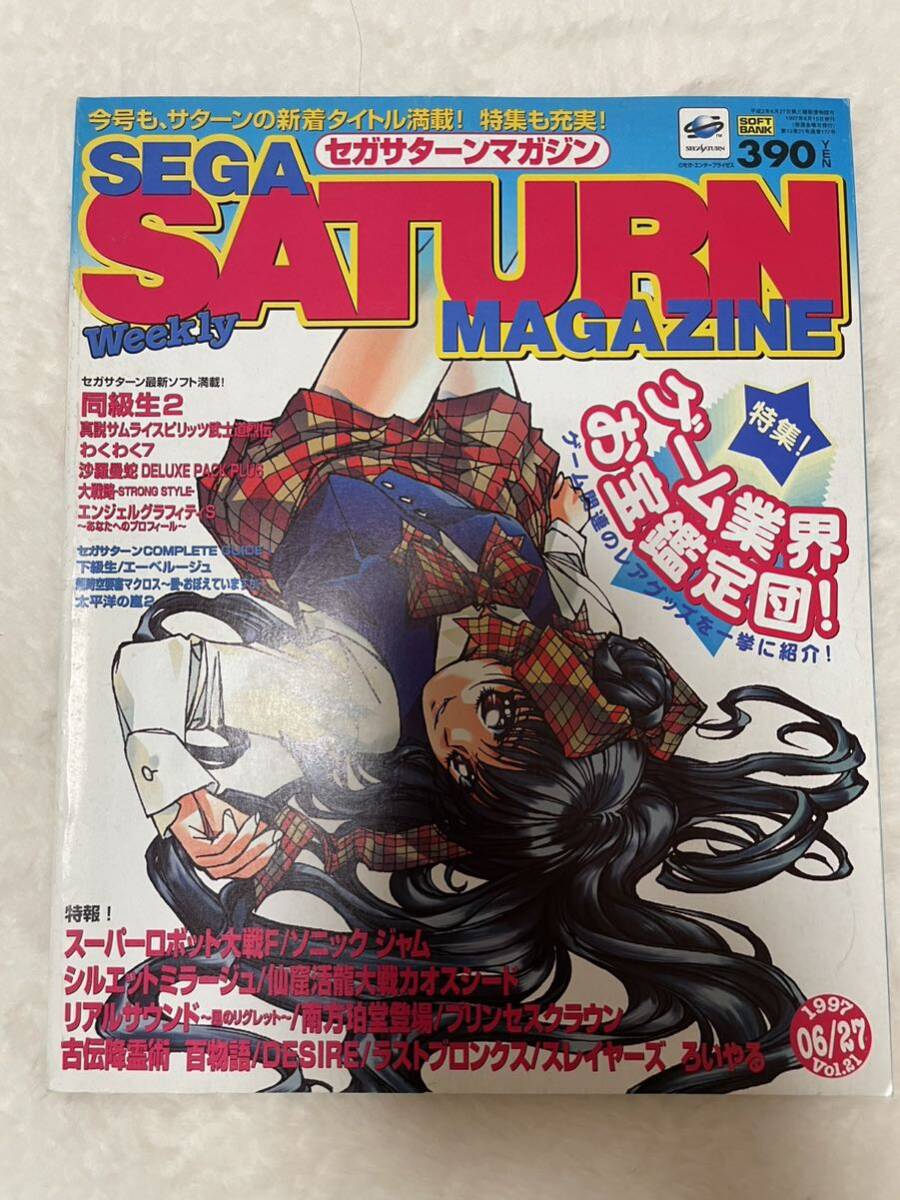 今号も、サターンの新着タイトル満載! 特集も充実!
セガサターンマガジン
SEGA
SATURN
Weekly
MAGAZINE
SEGA SATURN
TM
SOFT
BANK
390 YEN
セガサターン最新ソフト満載!
同級生2
真説サムライスピリッツ武士道烈伝
わくわく7
沙羅曼蛇 DELUXE PACK PLUS
大戦略-STRONG STYLE-
エンジェルグラフィティS
〜あなたへのプロフィール〜
セガサターンCOMPLETE GUIDE
下級生/エーベルージュ
超時空要塞マクロス〜愛・おぼえていますか
太平洋の嵐2
特集!
ゲーム業界
お宝鑑定団!
ゲーム関連のレアグッズを一挙に紹介!
特報!
スーパーロボット大戦F/ソニック ジャム
シルエットミラージュ/仙窟活龍大戦カオスシード
リアルサウンド〜風のリグレット〜/南方珀堂登場/プリンセスクラウン
古伝降霊術 百物語/DESIRE/ラストブロンクス/スレイヤーズ ろいやる
1997
06/27
Vol.21